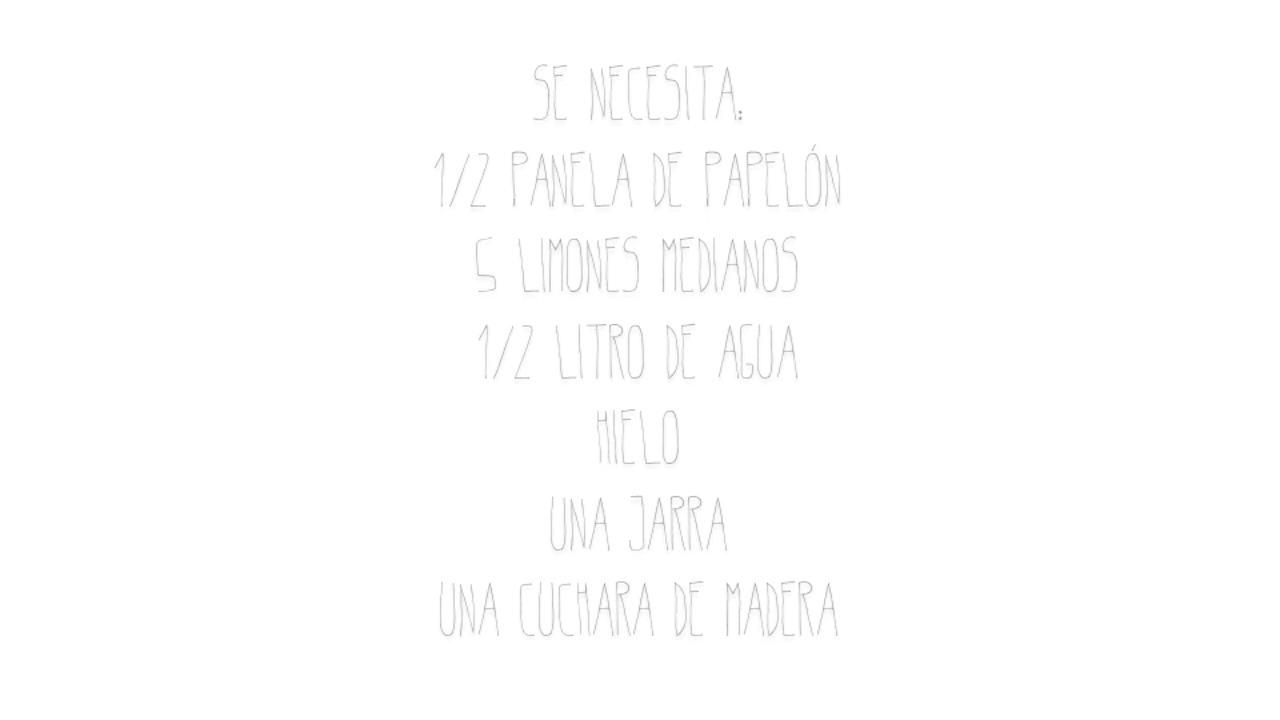 SE NECESITA:
1/2 PANELA DE PAPELÓN
5 LIMONES MEDIANOS
1/2 LITRO DE AGUA
HIELO
UNA JARRA
UNA CUCHARA DE MADERA